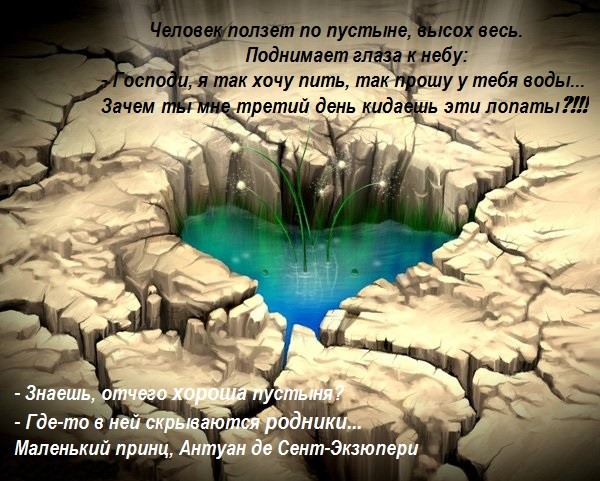 Человек ползет по пустыне, высох весь.
Поднимает глаза к небу:
- Господи, я так хочу пить, так прошу у тебя воды...
Зачем ты мне третий день кидаешь эти лопаты?!!!
- Знаешь, отчего хороша пустыня?
- Где-то в ней скрываются родники...
Маленький принц, Антуан де Сент-Экзюпери